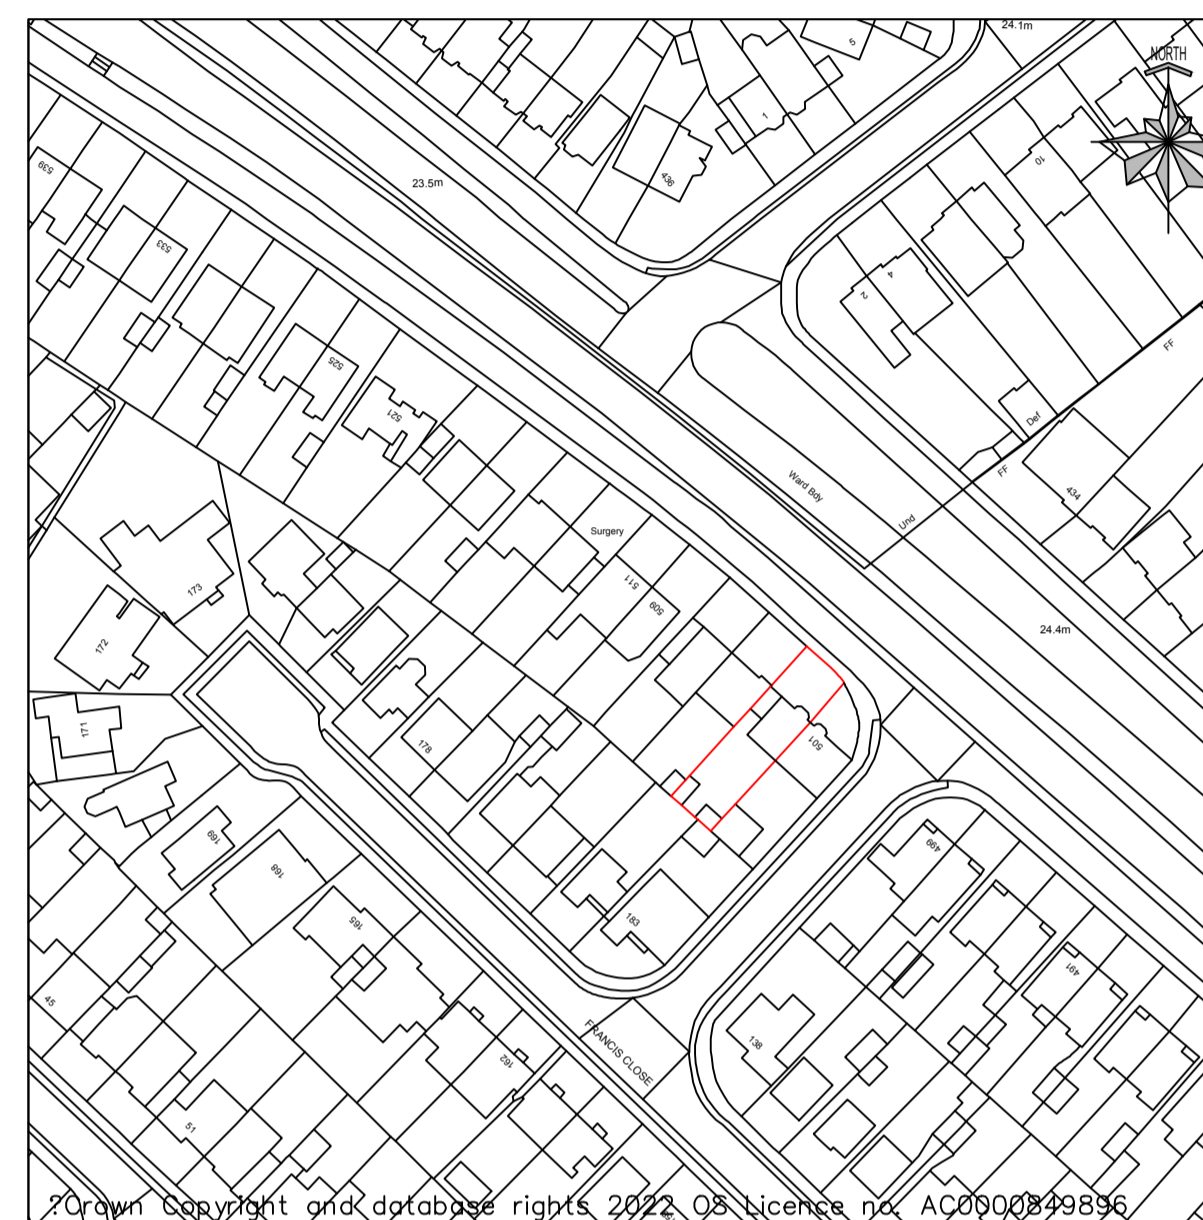 24.1m
NORTH
5
1
436
10
23.5m
539
533
4
2
FF
525
521
Def
FF
434
Ward Bdy
Und
Surgery
511
509
173
172
24.4m
171
178
501
169
168
499
165
183
491
45
FRANCIS CLOSE
138
162
51
?Crown Copyright and database rights 2022 OS Licence no. AC0000849896